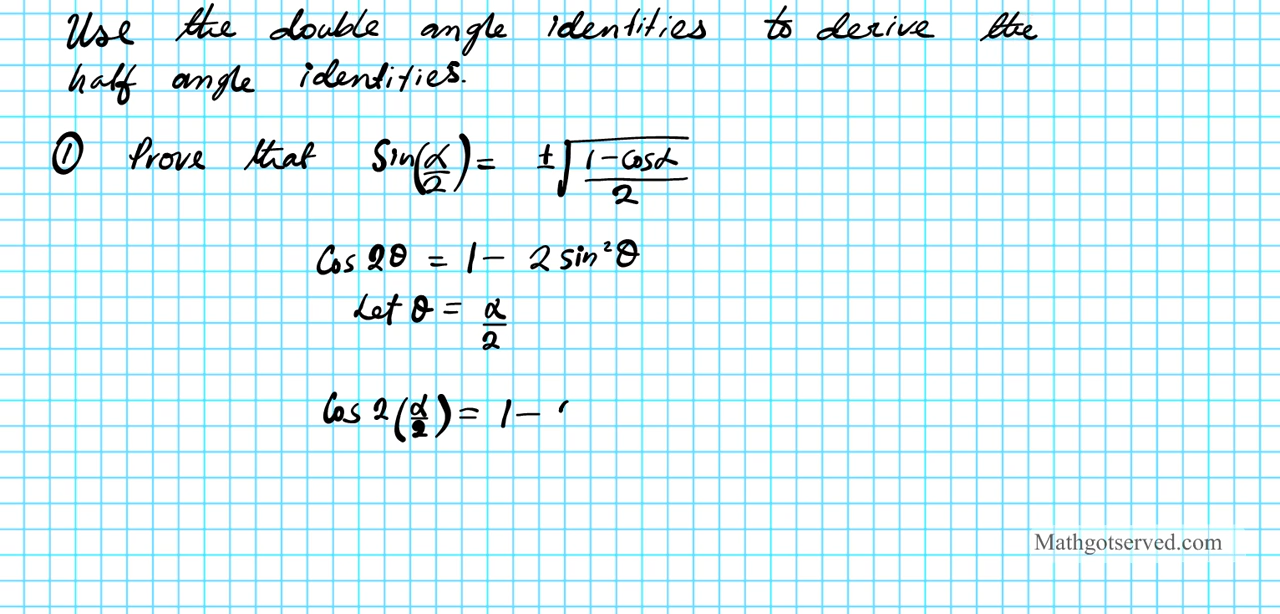 Use the double angle identities to derive the
half angle identities.
① Prove that Sin(α/2) = ±√((1-cosα)/2)
Cos 2θ = 1 - 2 sin²θ
Let θ = α/2
Cos 2(α/2) = 1 -
Mathgotserved.com